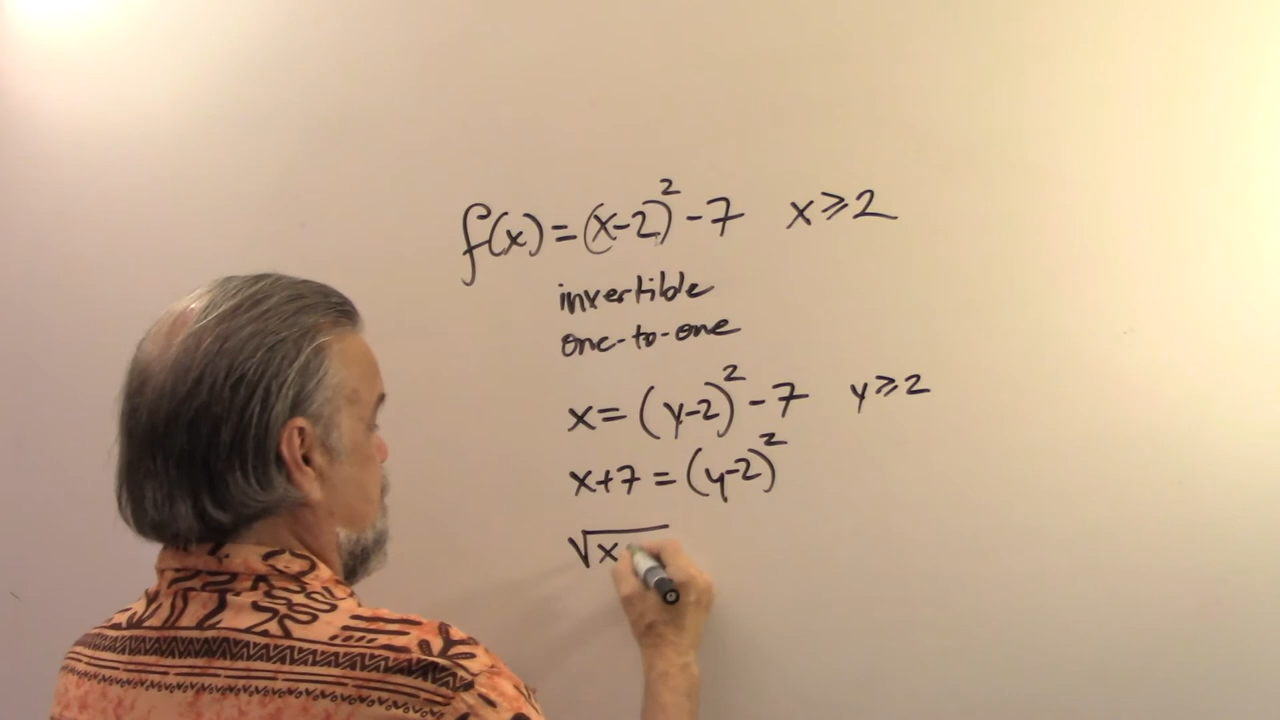 f(x) = (x-2)² - 7   x ≥ 2
invertible
one-to-one
x = (y-2)² - 7   y ≥ 2
x+7 = (y-2)²
√x